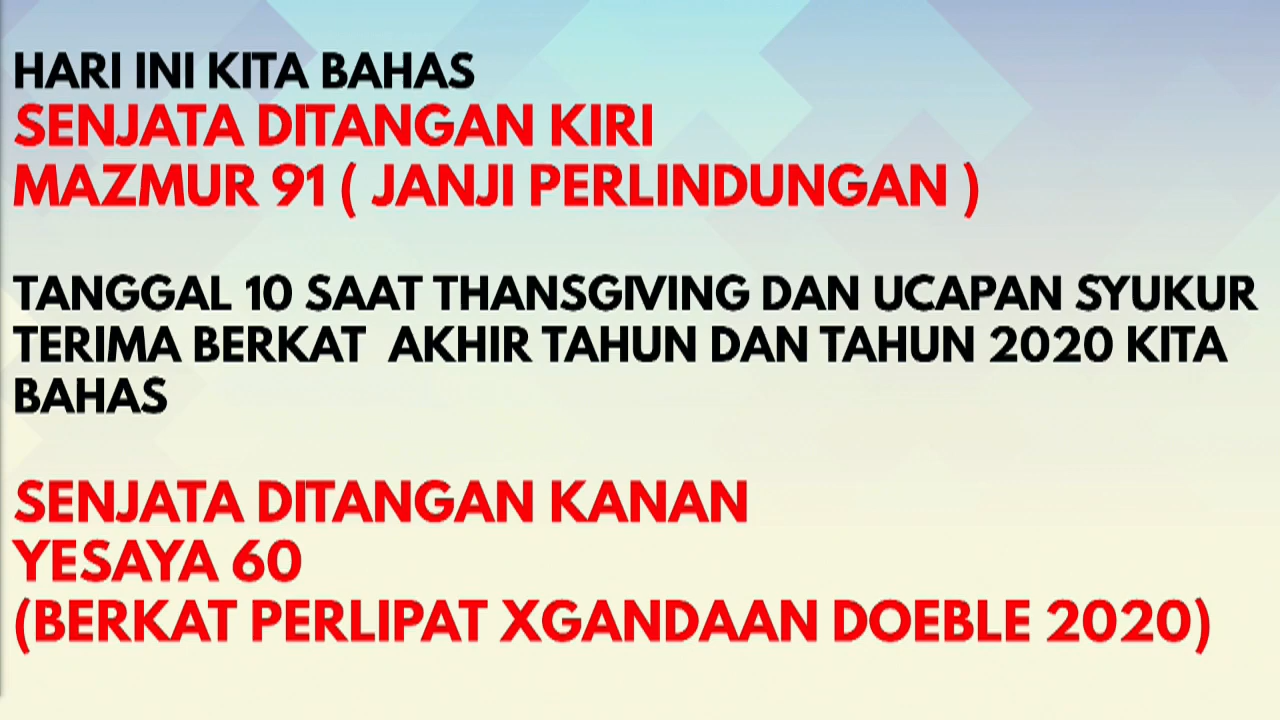 HARI INI KITA BAHAS
SENJATA DITANGAN KIRI
MAZMUR 91 ( JANJI PERLINDUNGAN )
TANGGAL 10 SAAT THANSGIVING DAN UCAPAN SYUKUR
TERIMA BERKAT AKHIR TAHUN DAN TAHUN 2020 KITA
BAHAS
SENJATA DITANGAN KANAN
YESAYA 60
(BERKAT PERLIPAT XGANDAAN DOEBLE 2020)